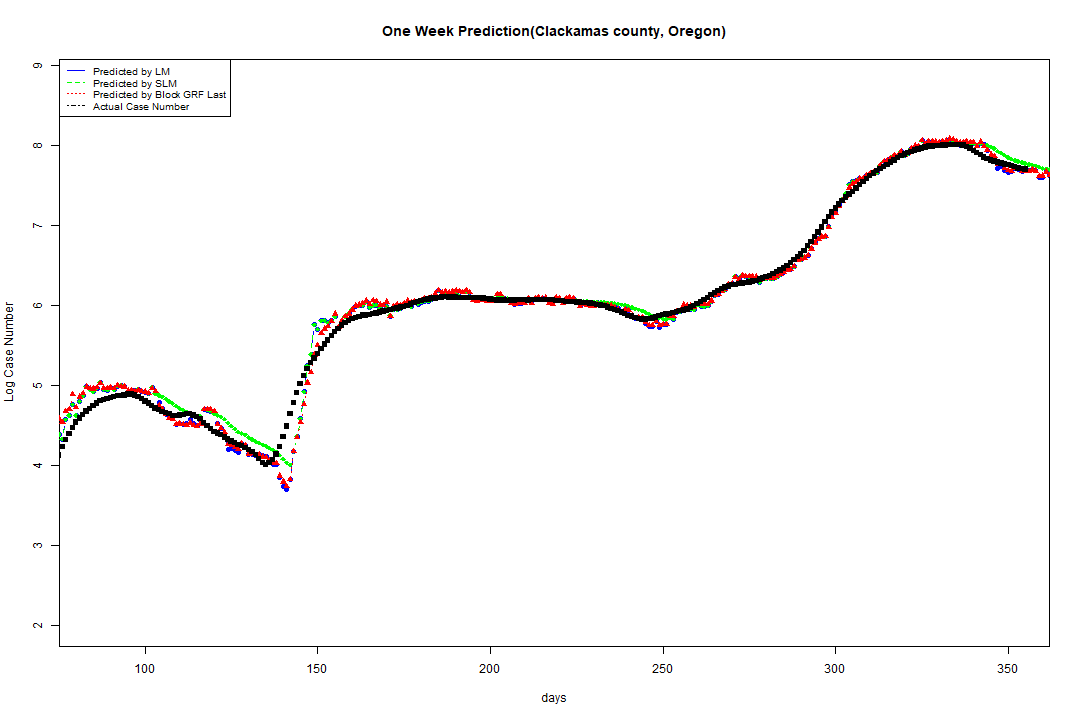 One Week Prediction(Clackamas county, Oregon)
Predicted by LM
Predicted by SLM
Predicted by Block GRF Last
Actual Case Number
9
8
7
6
5
4
3
2
Log Case Number
100 150 200 250 300 350
days